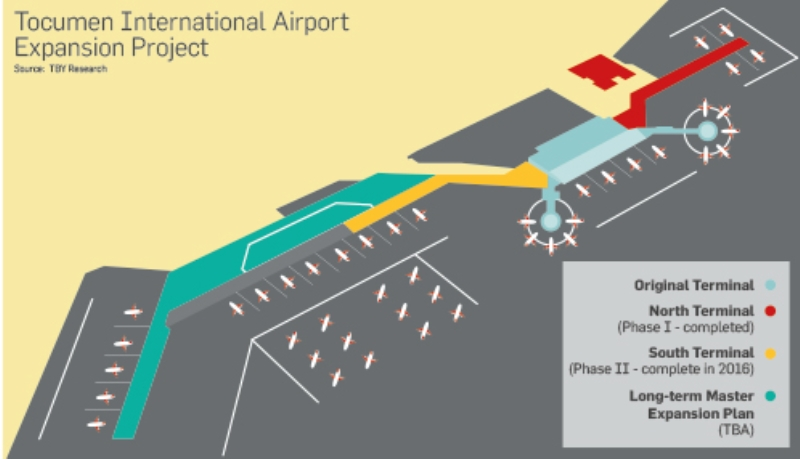 Tocumen International Airport
Expansion Project
Source: TBY Research
Original Terminal
North Terminal
(Phase I - completed)
South Terminal
(Phase II - complete in 2016)
Long-term Master
Expansion Plan
(TBA)